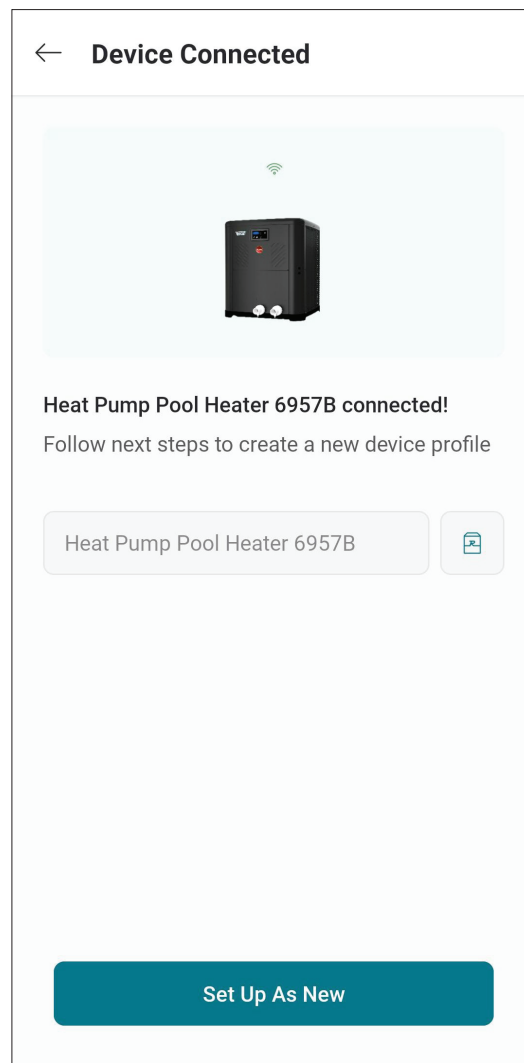 Device Connected
Heat Pump Pool Heater 6957B connected!
Follow next steps to create a new device profile
Heat Pump Pool Heater 6957B
Set Up As New